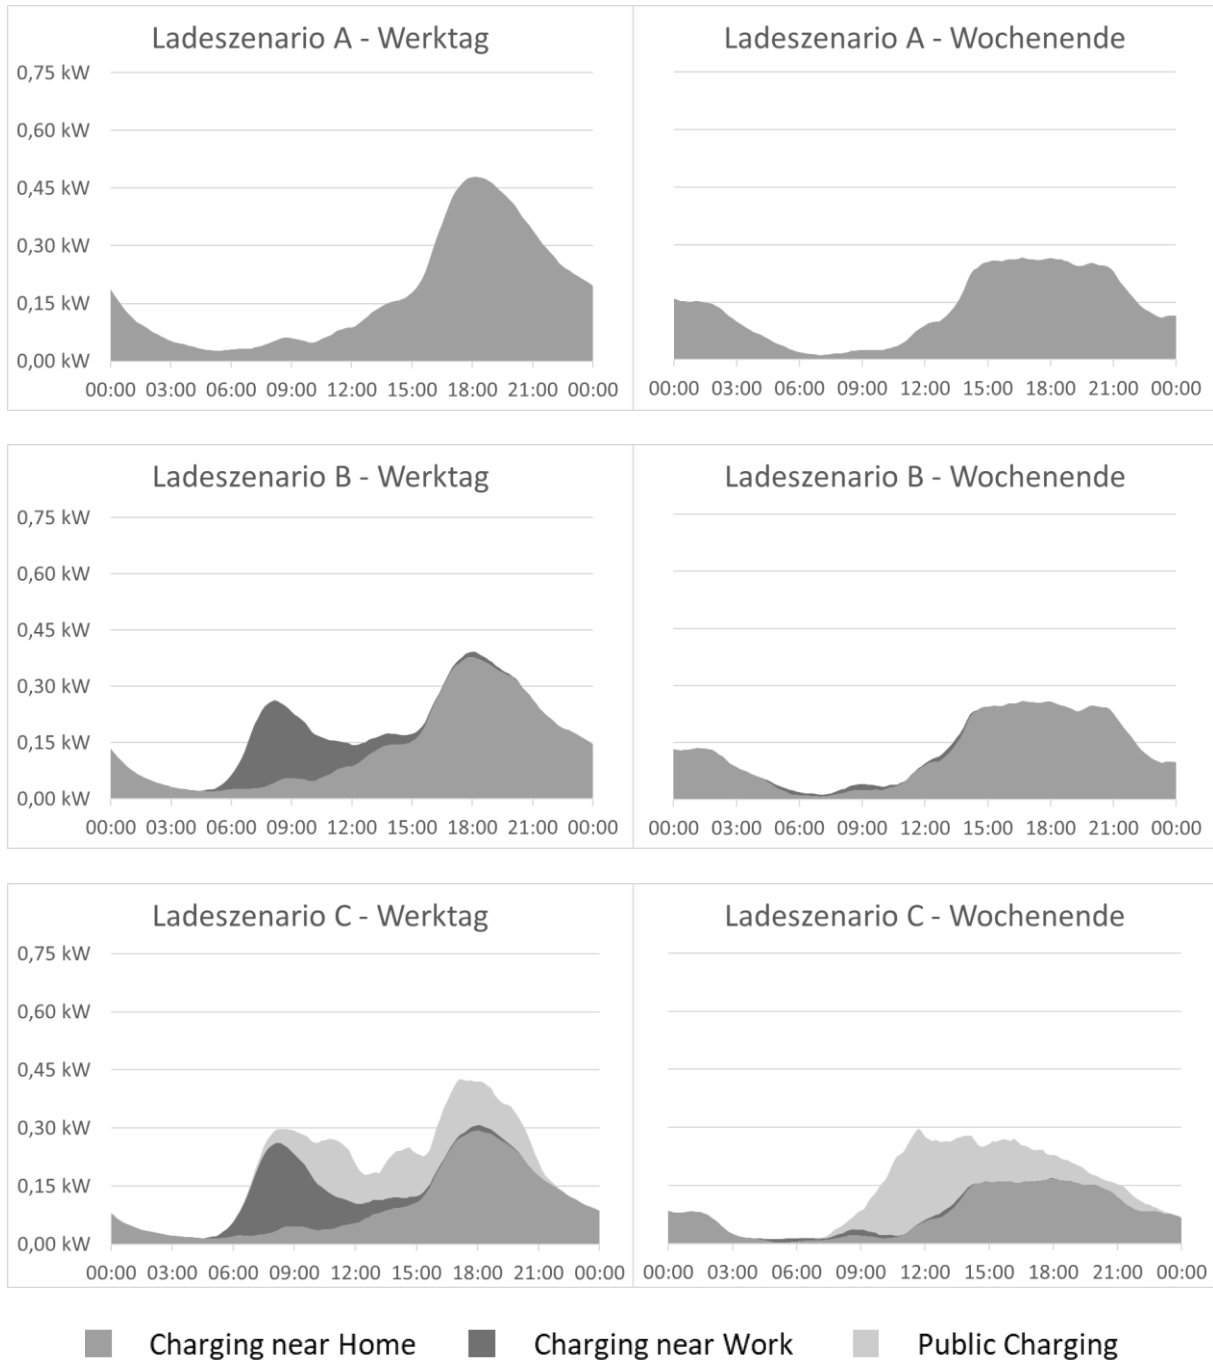 Ladeszenario A - Werktag
0,75 kW
0,60 kW
0,45 kW
0,30 kW
0,15 kW
0,00 kW
00:00 03:00 06:00 09:00 12:00 15:00 18:00 21:00 00:00
Ladeszenario A - Wochenende
00:00 03:00 06:00 09:00 12:00 15:00 18:00 21:00 00:00
Ladeszenario B - Werktag
0,75 kW
0,60 kW
0,45 kW
0,30 kW
0,15 kW
0,00 kW
00:00 03:00 06:00 09:00 12:00 15:00 18:00 21:00 00:00
Ladeszenario B - Wochenende
00:00 03:00 06:00 09:00 12:00 15:00 18:00 21:00 00:00
Ladeszenario C - Werktag
0,75 kW
0,60 kW
0,45 kW
0,30 kW
0,15 kW
0,00 kW
00:00 03:00 06:00 09:00 12:00 15:00 18:00 21:00 00:00
Ladeszenario C - Wochenende
00:00 03:00 06:00 09:00 12:00 15:00 18:00 21:00 00:00
Charging near Home Charging near Work Public Charging